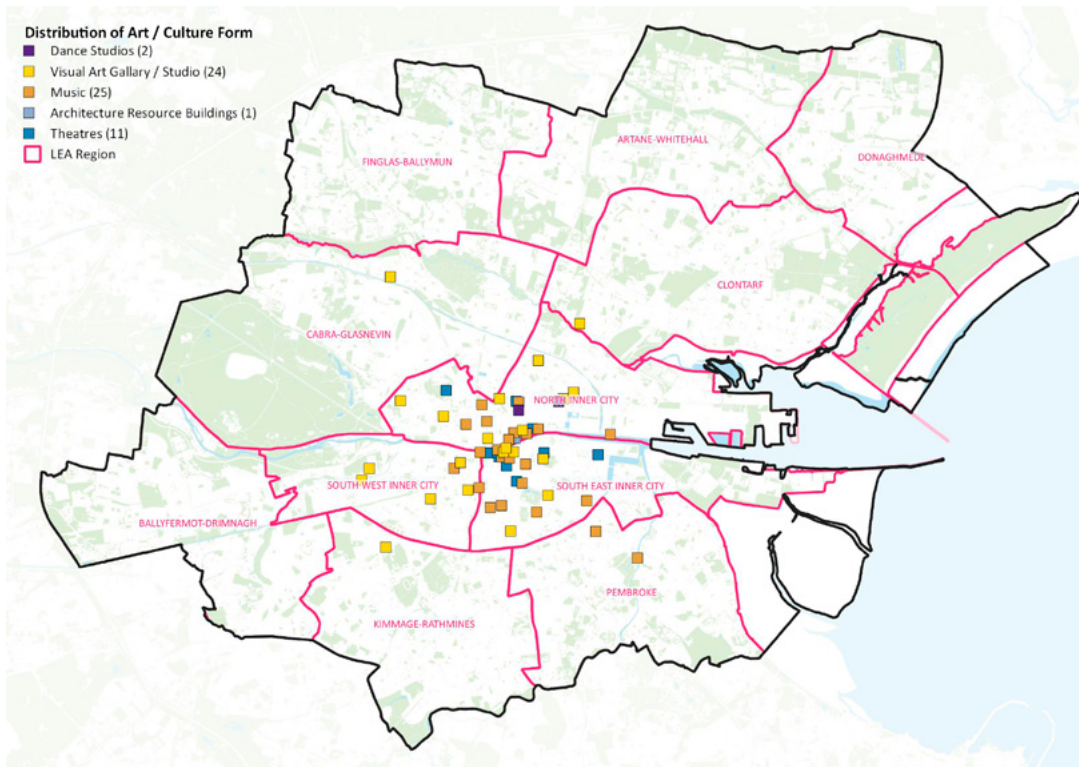 Distribution of Art / Culture Form
Dance Studios (2)
Visual Art Gallary / Studio (24)
Music (25)
Architecture Resource Buildings (1)
Theatres (11)
LEA Region
ARTANE-WHITEHALL
FINGLAS-BALLYMUN
DONAGHMEDE
CLONTARF
CABRA-GLASNEVIN
NORTH INNER CITY
SOUTH WEST INNER CITY
SOUTH EAST INNER CITY
BALLYFERMOT-DRIMNAGH
PEMBROKE
KIMMAGE-RATHMINES